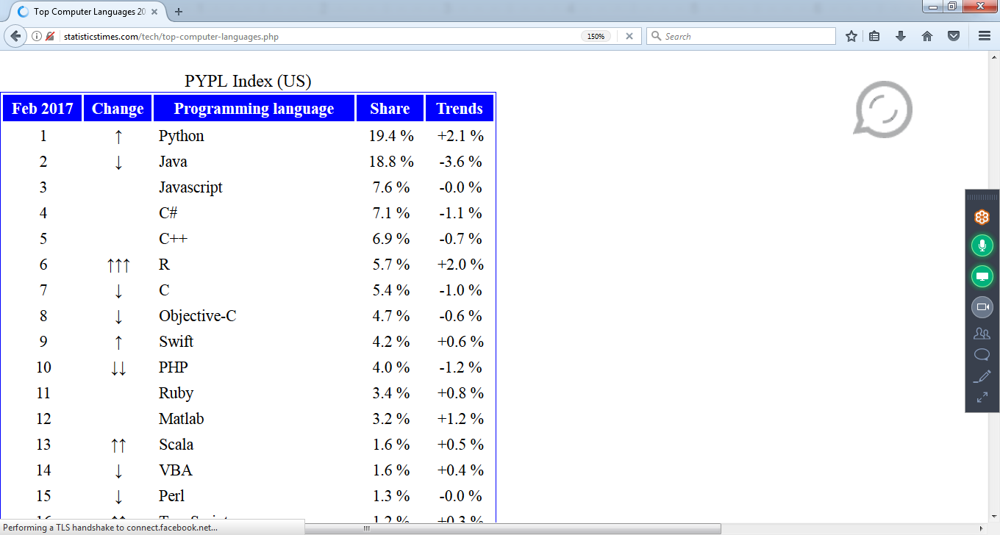 Top Computer Languages 20
statisticstimes.com/tech/top-computer-languages.php 150% Search
PYPL Index (US)
Feb 2017 Change Programming language Share Trends
1 ↑ Python 19.4 % +2.1 %
2 ↓ Java 18.8 % -3.6 %
3 Javascript 7.6 % -0.0 %
4 C# 7.1 % -1.1 %
5 C++ 6.9 % -0.7 %
6 ↑↑↑ R 5.7 % +2.0 %
7 ↓ C 5.4 % -1.0 %
8 ↓ Objective-C 4.7 % -0.6 %
9 ↑ Swift 4.2 % +0.6 %
10 ↓↓ PHP 4.0 % -1.2 %
11 Ruby 3.4 % +0.8 %
12 Matlab 3.2 % +1.2 %
13 ↑↑ Scala 1.6 % +0.5 %
14 ↓ VBA 1.6 % +0.4 %
15 ↓ Perl 1.3 % -0.0 %
1.2 % +0.3 %
Performing a TLS handshake to connect.facebook.net...